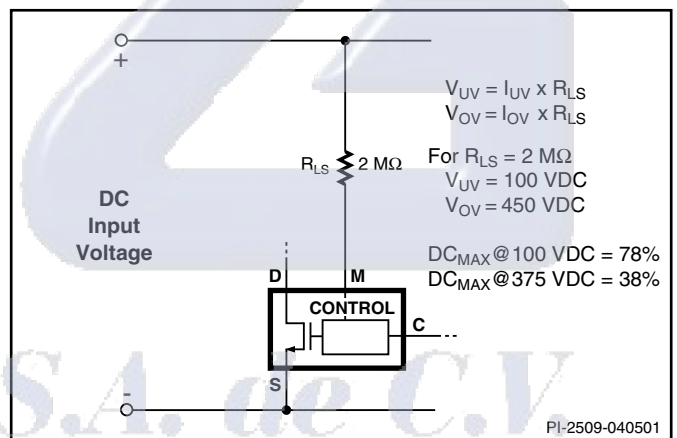 +
V_UV = I_UV x R_LS
V_OV = I_OV x R_LS
R_LS 2 MΩ
For R_LS = 2 MΩ
V_UV = 100 VDC
V_OV = 450 VDC
DC
Input
Voltage
DC_MAX@100 VDC = 78%
DC_MAX@375 VDC = 38%
D
M
CONTROL
C
S
-
S.A. de C.V.
PI-2509-040501